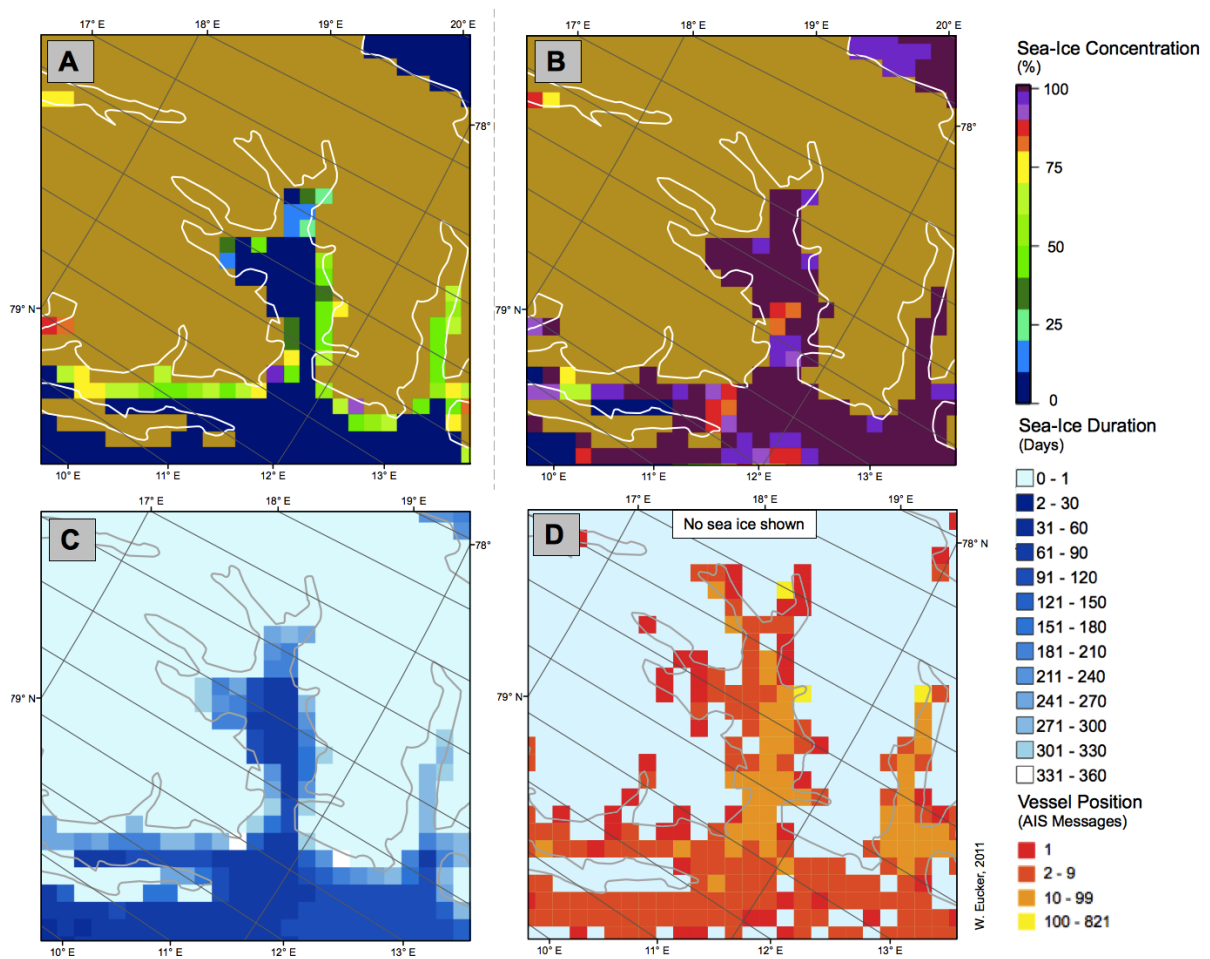 17° E 18° E 19° E 20° E
17° E 18° E 19° E 20° E
A
B
78°
78°
79° N
79° N
10° E 11° E 12° E 13° E
10° E 11° E 12° E 13° E
Sea-Ice Concentration
(%)
100
75
50
25
0
Sea-Ice Duration
(Days)
0 - 1
2 - 30
31 - 60
61 - 90
91 - 120
121 - 150
151 - 180
181 - 210
211 - 240
241 - 270
271 - 300
301 - 330
331 - 360
Vessel Position
(AIS Messages)
1
2 - 9
10 - 99
100 - 821
17° E 18° E 19° E
17° E 18° E 19° E
C
D
No sea ice shown
78°
78° N
79° N
79° N
10° E 11° E 12° E 13° E
10° E 11° E 12° E 13° E
W. Eucker, 2011